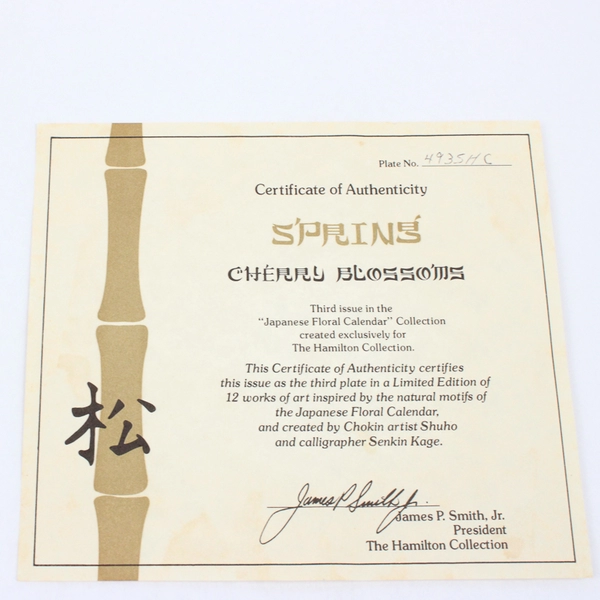 Plate No. 4935HC
Certificate of Authenticity
SPRING
CHERRY BLOSSOMS
Third issue in the
"Japanese Floral Calendar" Collection
created exclusively for
The Hamilton Collection.
This Certificate of Authenticity certifies
this issue as the third plate in a Limited Edition of
12 works of art inspired by the natural motifs of
the Japanese Floral Calendar,
and created by Chokin artist Shuho
and calligrapher Senkin Kage.
松
James P. Smith, Jr.
James P. Smith, Jr.
President
The Hamilton Collection